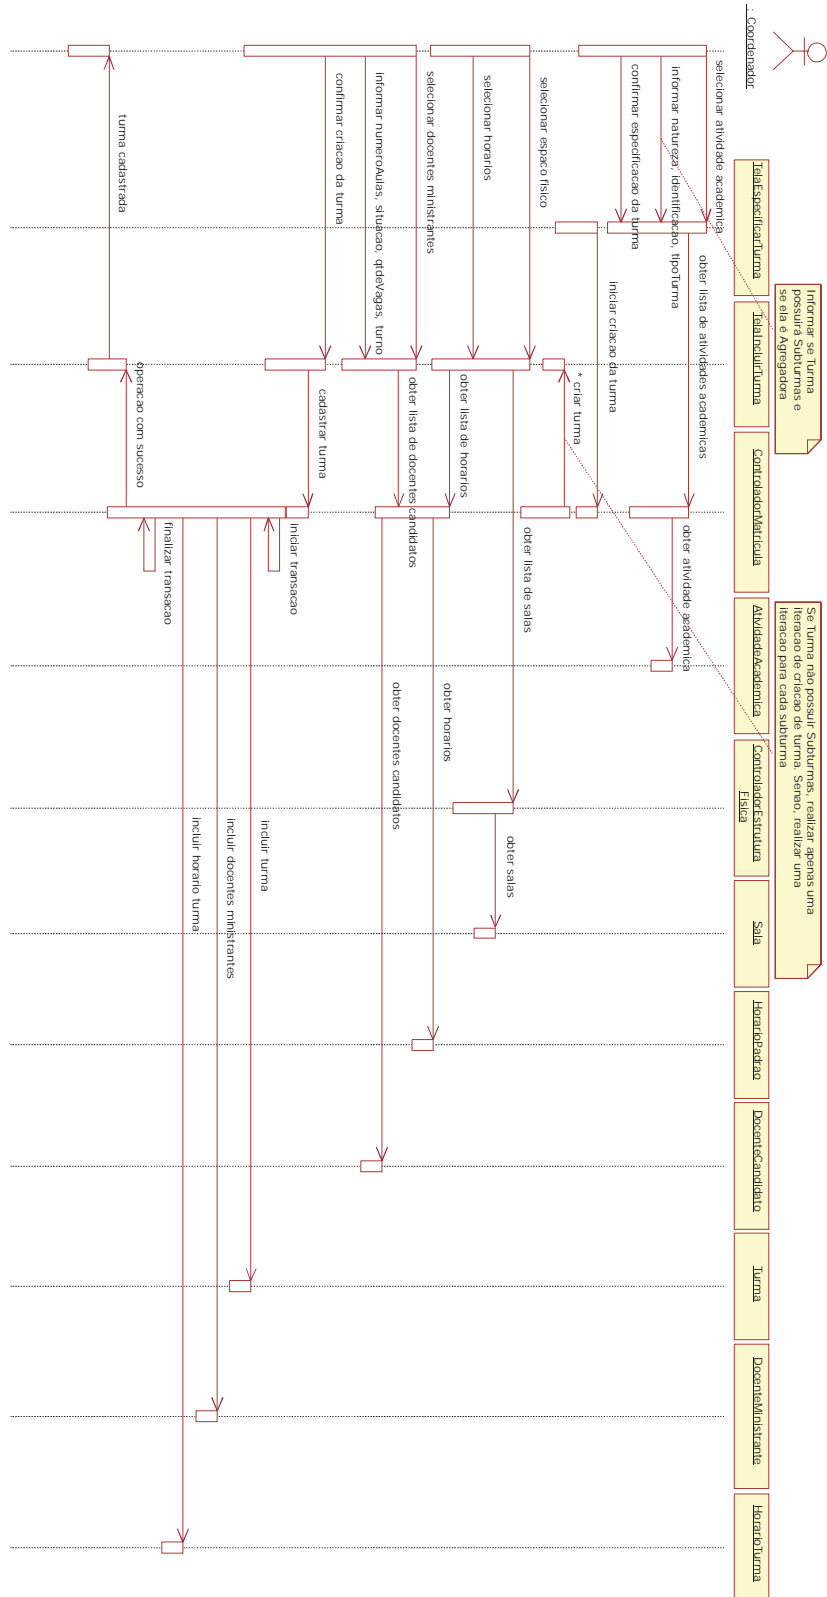 : Coordenador
TelaEspecificarTurma
TelaIncluirTurma
ControladorMatricula
AtividadeAcademica
ControladorEstrutura
Fisica
Sala
HorarioPadrao
DocenteCandidato
Turma
DocenteMinistrante
HorarioTurma
Informar se Turma
possuirá Subturmas e
se ela é Agregadora
Se Turma não possuir Subturmas, realizar apenas uma
iteracao de criacao de turma. Senao, realizar uma
iteracao para cada subturma
selecionar atividade academica
obter lista de atividades academicas
obter atividade academica
informar natureza, identificacao, tipoTurma
confirmar especificacao da turma
iniciar criacao da turma
* criar turma
selecionar espaco fisico
obter lista de salas
obter salas
selecionar horarios
obter lista de horarios
obter horarios
selecionar docentes ministrantes
obter lista de docentes candidatos
obter docentes candidatos
informar numeroAulas, situacao, qtdeVagas, turno
confirmar criacao da turma
cadastrar turma
iniciar transacao
incluir turma
incluir docentes ministrantes
incluir horario turma
finalizar transacao
operacao com sucesso
turma cadastrada